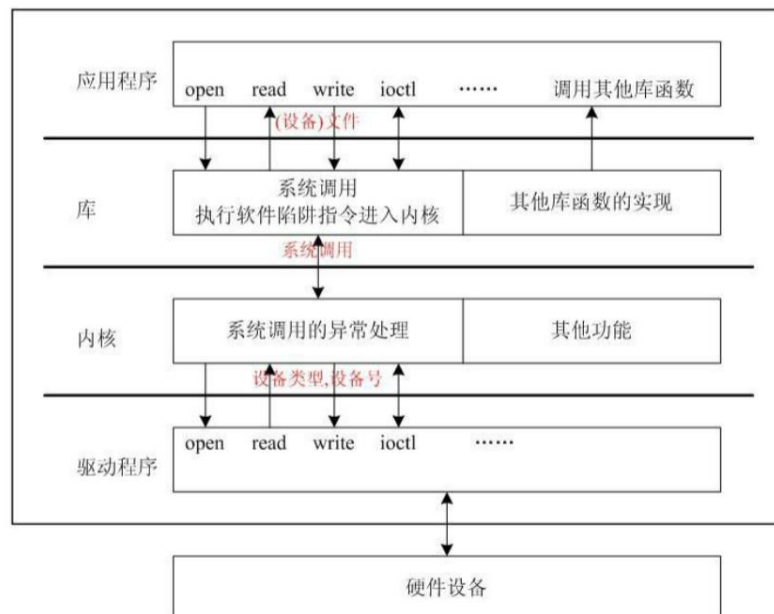 应用程序
open read write ioctl …… 调用其他库函数
(设备)文件
库
系统调用
执行软件陷阱指令进入内核
其他库函数的实现
系统调用
内核
系统调用的异常处理
其他功能
设备类型,设备号
open read write ioctl ……
驱动程序
硬件设备